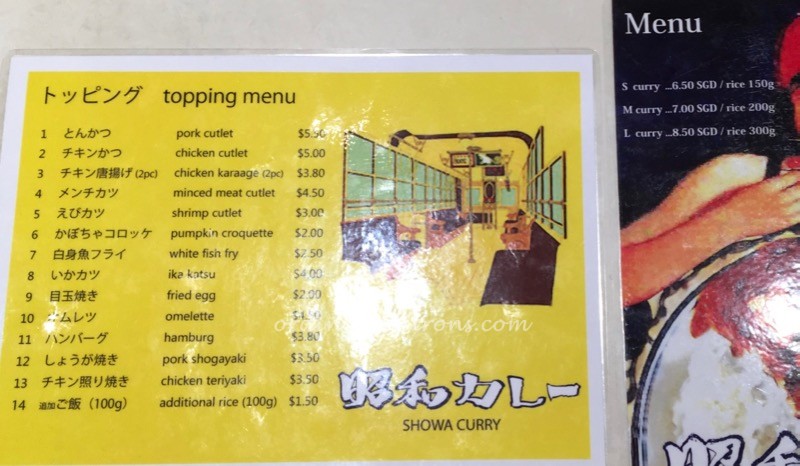 トッピング topping menu
1 とんかつ pork cutlet $5.50
2 チキンかつ chicken cutlet $5.00
3 チキン唐揚げ (2pc) chicken karaage (2pc) $3.80
4 メンチカツ minced meat cutlet $4.50
5 えびカツ shrimp cutlet $3.00
6 かぼちゃコロッケ pumpkin croquette $2.00
7 白身魚フライ white fish fry $2.50
8 いかカツ ika katsu $4.00
9 目玉焼き fried egg $2.00
10 オムレツ omelette
11 ハンバーグ hamburg $3.80
12 しょうが焼き pork shogayaki $3.50
13 チキン照り焼き chicken teriyaki $3.50
14 追加ご飯 (100g) additional rice (100g) $1.50
昭和カレー
SHOWA CURRY
Menu
S curry ...6.50 SGD / rice 150g
M curry ...7.00 SGD / rice 200g
L curry ...8.50 SGD / rice 300g
昭和